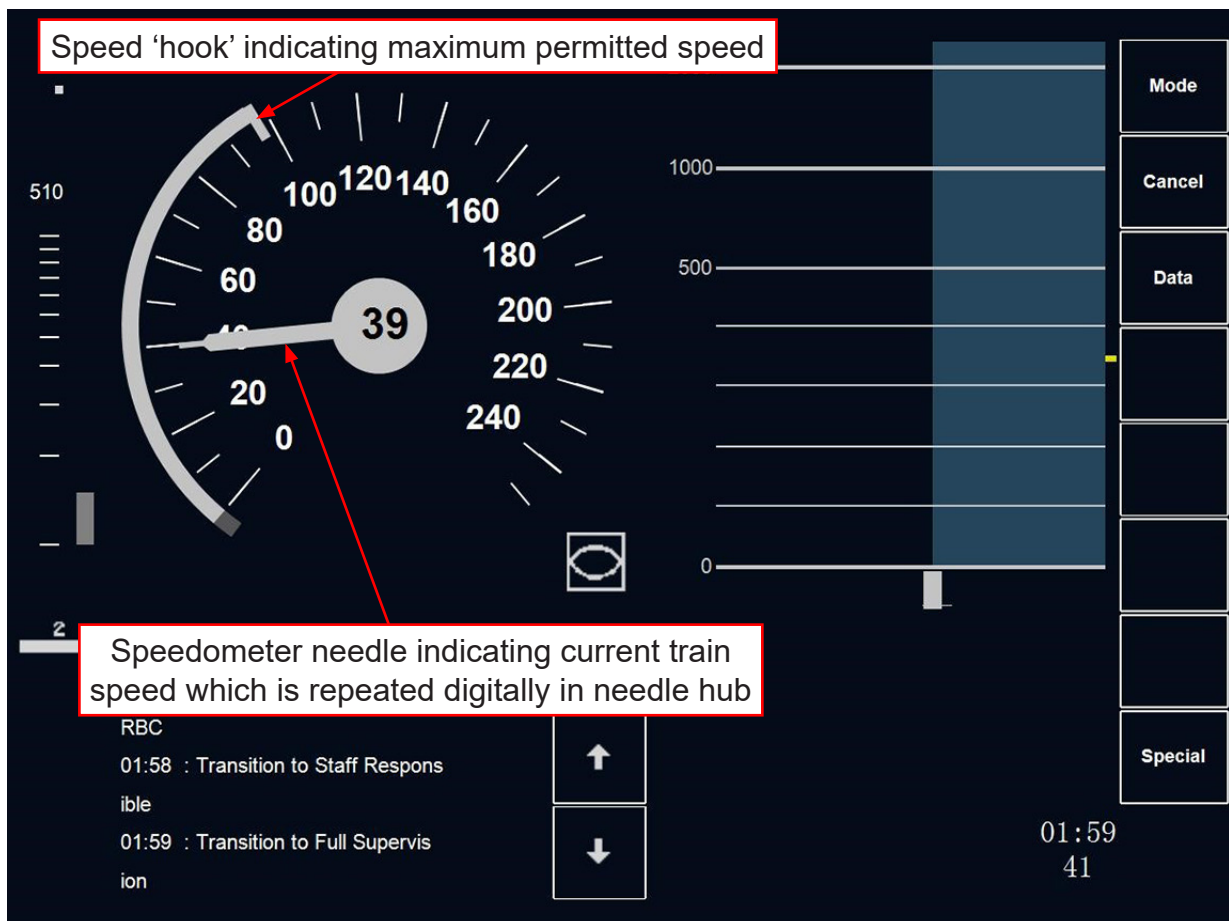 Speed ‘hook’ indicating maximum permitted speed
Mode
1000
Cancel
510
120
140
100
160
80
180
500
Data
60
200
39
40
220
20
240
0
0
2
Speedometer needle indicating current train
speed which is repeated digitally in needle hub
RBC
01:58 : Transition to Staff Respons
ible
01:59 : Transition to Full Supervis
ion
Special
01:59
41